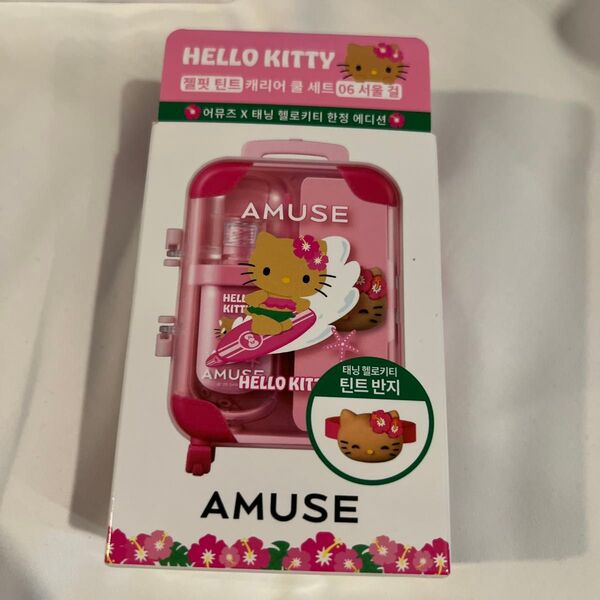 HELLO KITTY
젤핏 틴트 캐리어 쿨 세트 06 서울 걸
어뮤즈 X 태닝 헬로키티 한정 에디션
AMUSE
HELLO
KITTY
AMUSE
HELLO KITTY
태닝 헬로키티
틴트 반지
AMUSE